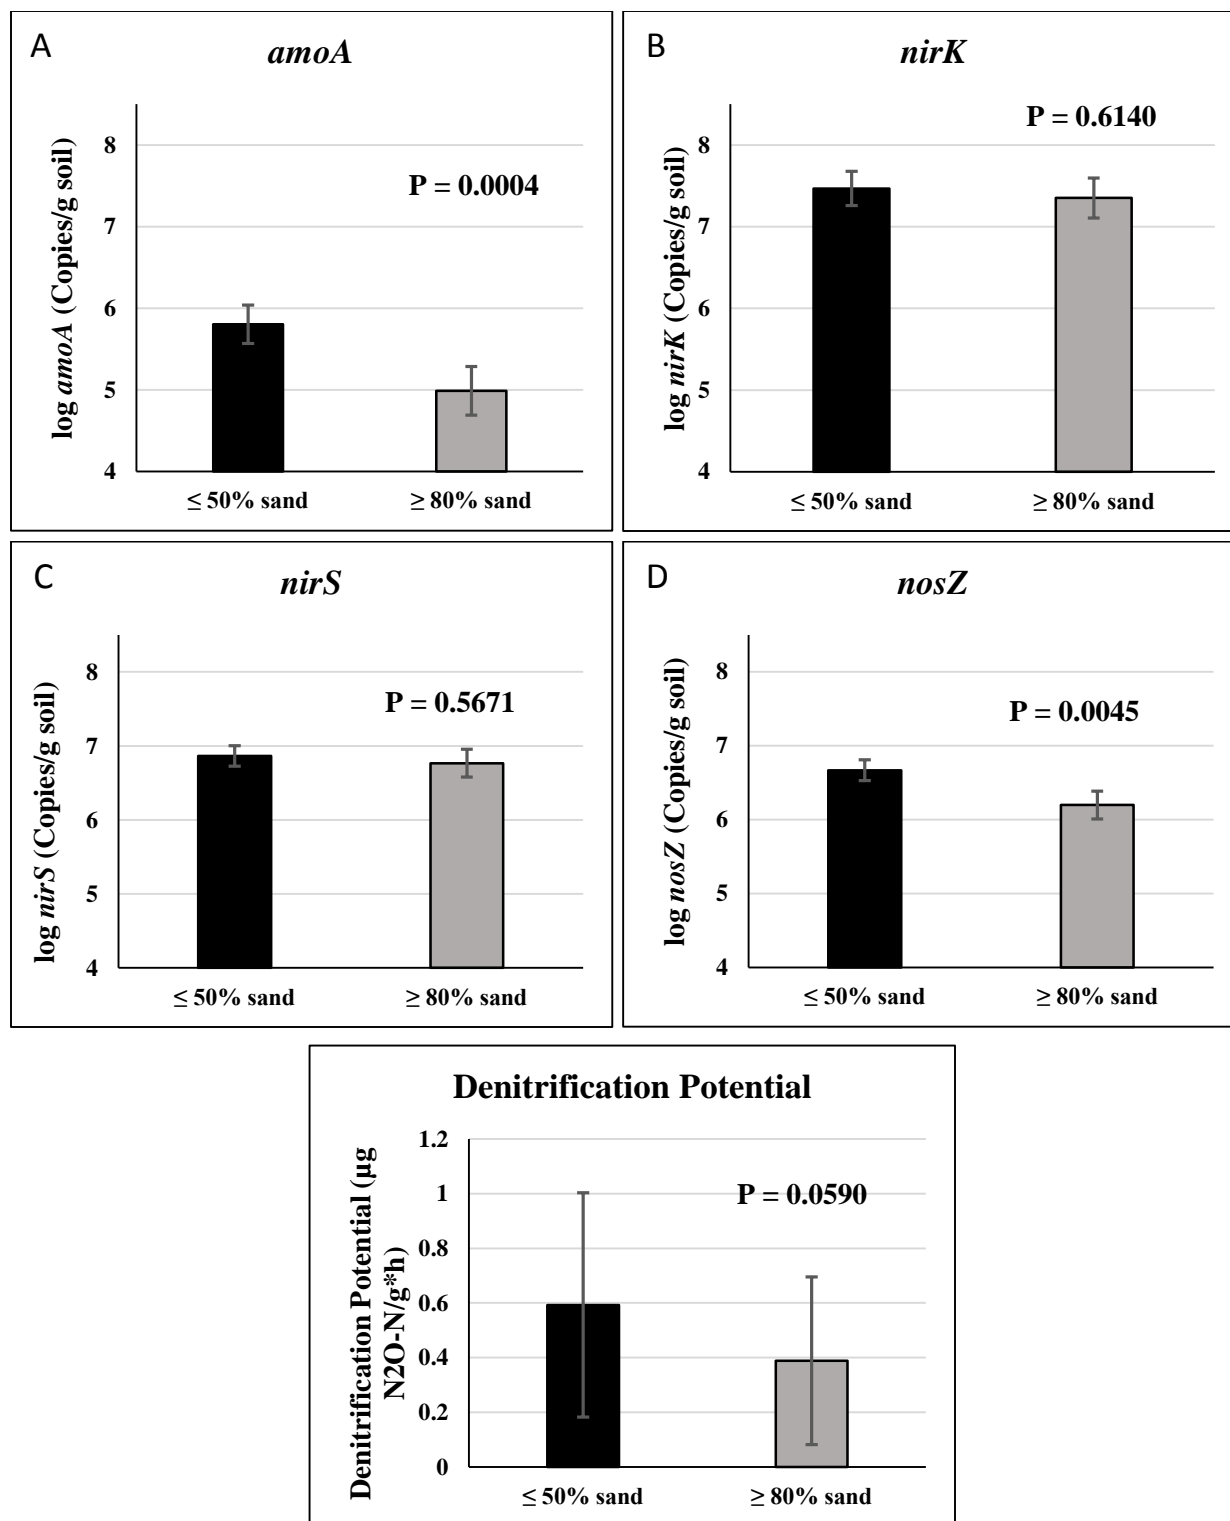 A
amoA
log amoA (Copies/g soil)
8
7
6
5
4
P = 0.0004
≤ 50% sand
≥ 80% sand
B
nirK
log nirK (Copies/g soil)
8
7
6
5
4
P = 0.6140
≤ 50% sand
≥ 80% sand
C
nirS
log nirS (Copies/g soil)
8
7
6
5
4
P = 0.5671
≤ 50% sand
≥ 80% sand
D
nosZ
log nosZ (Copies/g soil)
8
7
6
5
4
P = 0.0045
≤ 50% sand
≥ 80% sand
Denitrification Potential
Denitrification Potential (µg
N2O-N/g*h)
1.2
1
0.8
0.6
0.4
0.2
0
P = 0.0590
≤ 50% sand
≥ 80% sand